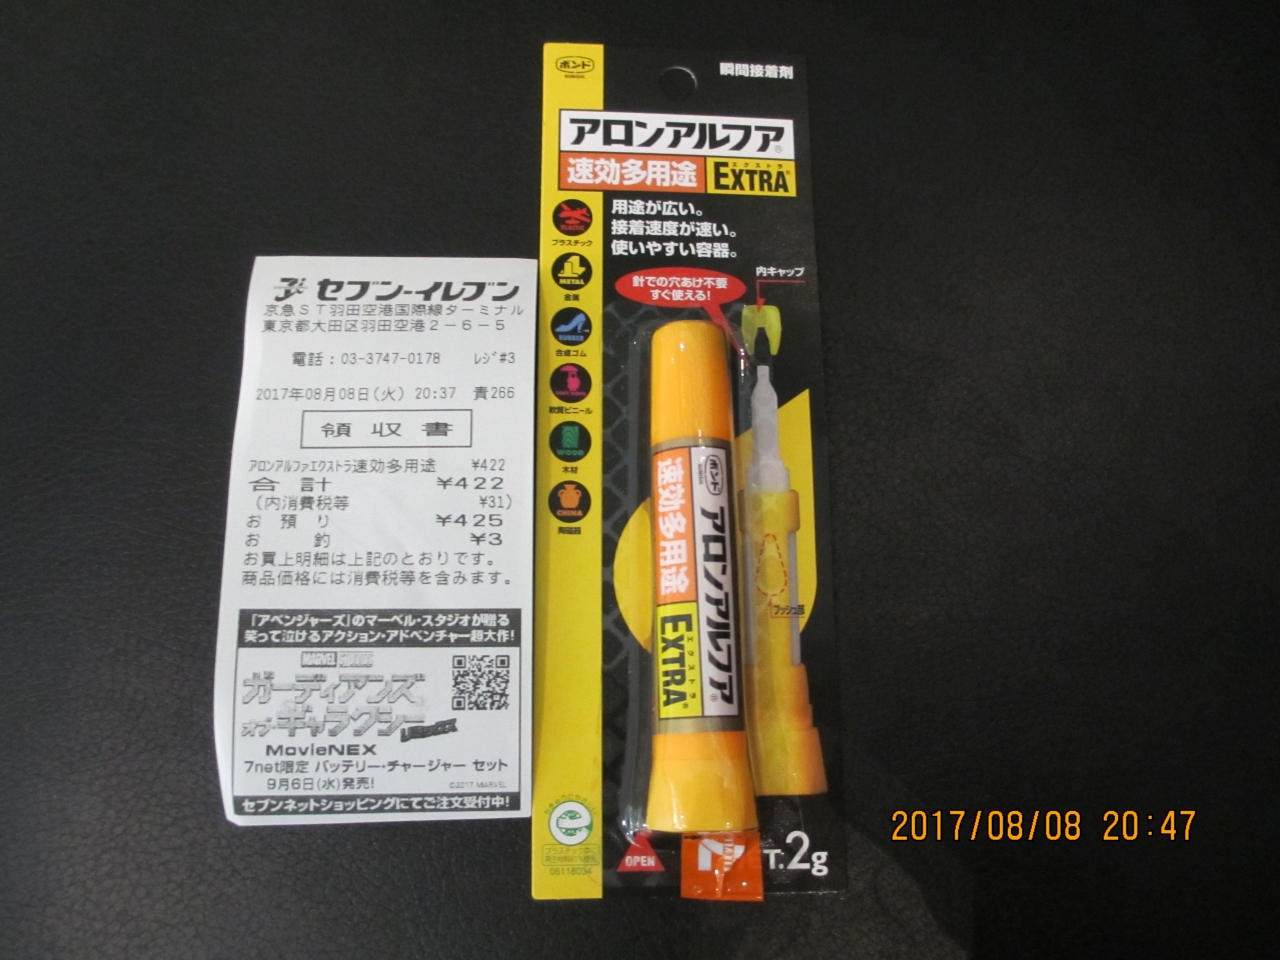 セブン-イレブン
京急ST羽田空港国際線ターミナル
東京都大田区羽田空港2-6-5
電話:03-3747-0178 レジ#3
2017年08月08日(火) 20:37 責266
領収書
アロンアルファエクストラ速効多用途 ¥422
合計 ¥422
(内消費税等 ¥31)
お預り ¥425
お釣 ¥3
お買上明細は上記のとおりです。
商品価格には消費税等を含みます。
「アベンジャーズ」のマーベル・スタジオが贈る
笑って泣けるアクション・アドベンチャー超大作!
MARVEL STUDIOS
ガーディアンズ
オブ・ギャラクシー
MovieNEX
7net限定 バッテリー・チャージャー セット
9月6日(水)発売!
©2017 MARVEL
セブンネットショッピングにてご注文受付中!
ボンド
KONISHI
瞬間接着剤
アロンアルフア®
速効多用途
エクストラ
EXTRA®
用途が広い。
接着速度が速い。
使いやすい容器。
PLASTIC
プラスチック
METAL
金属
RUBBER
合成ゴム
軟質ビニール
WOOD
木材
CHINA
陶磁器
針での穴あけ不要
すぐ使える!
内キャップ
プッシュ部
ボンド
アロンアルフア®
速効多用途
エクストラ
EXTRA®
06118034
OPEN
T.2g
2017/08/08 20:47